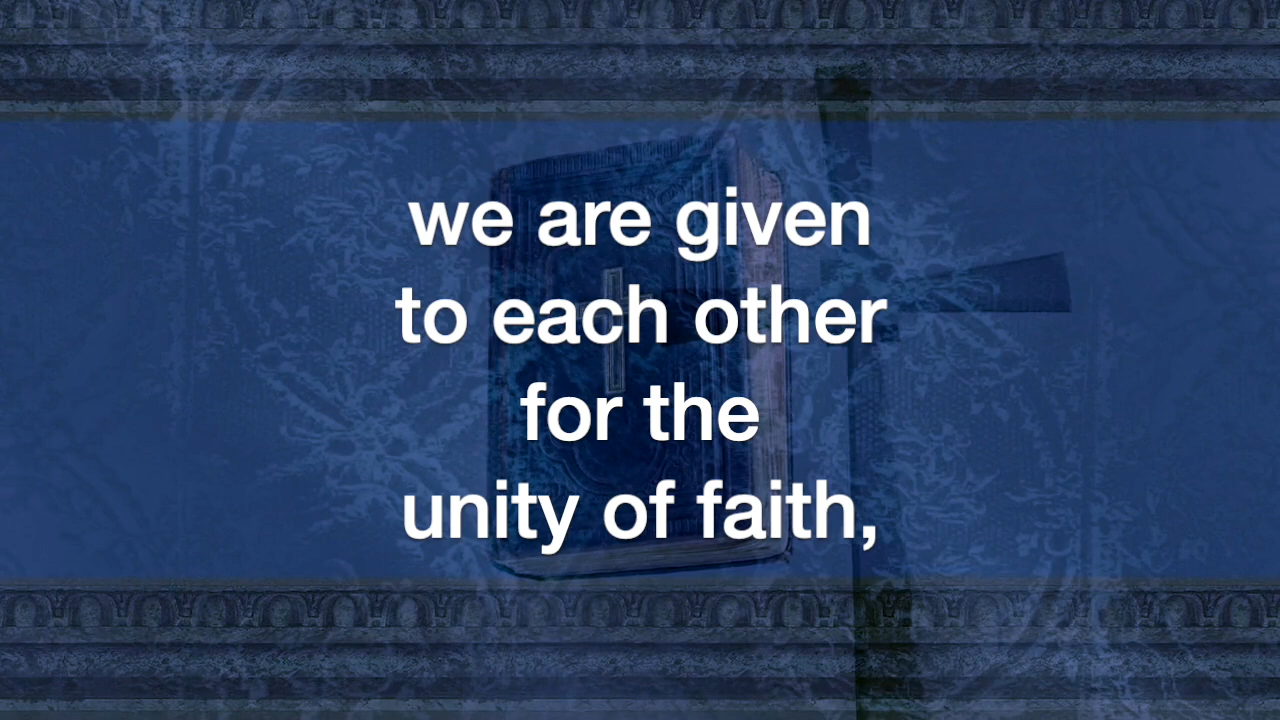 we are given
to each other
for the
unity of faith,